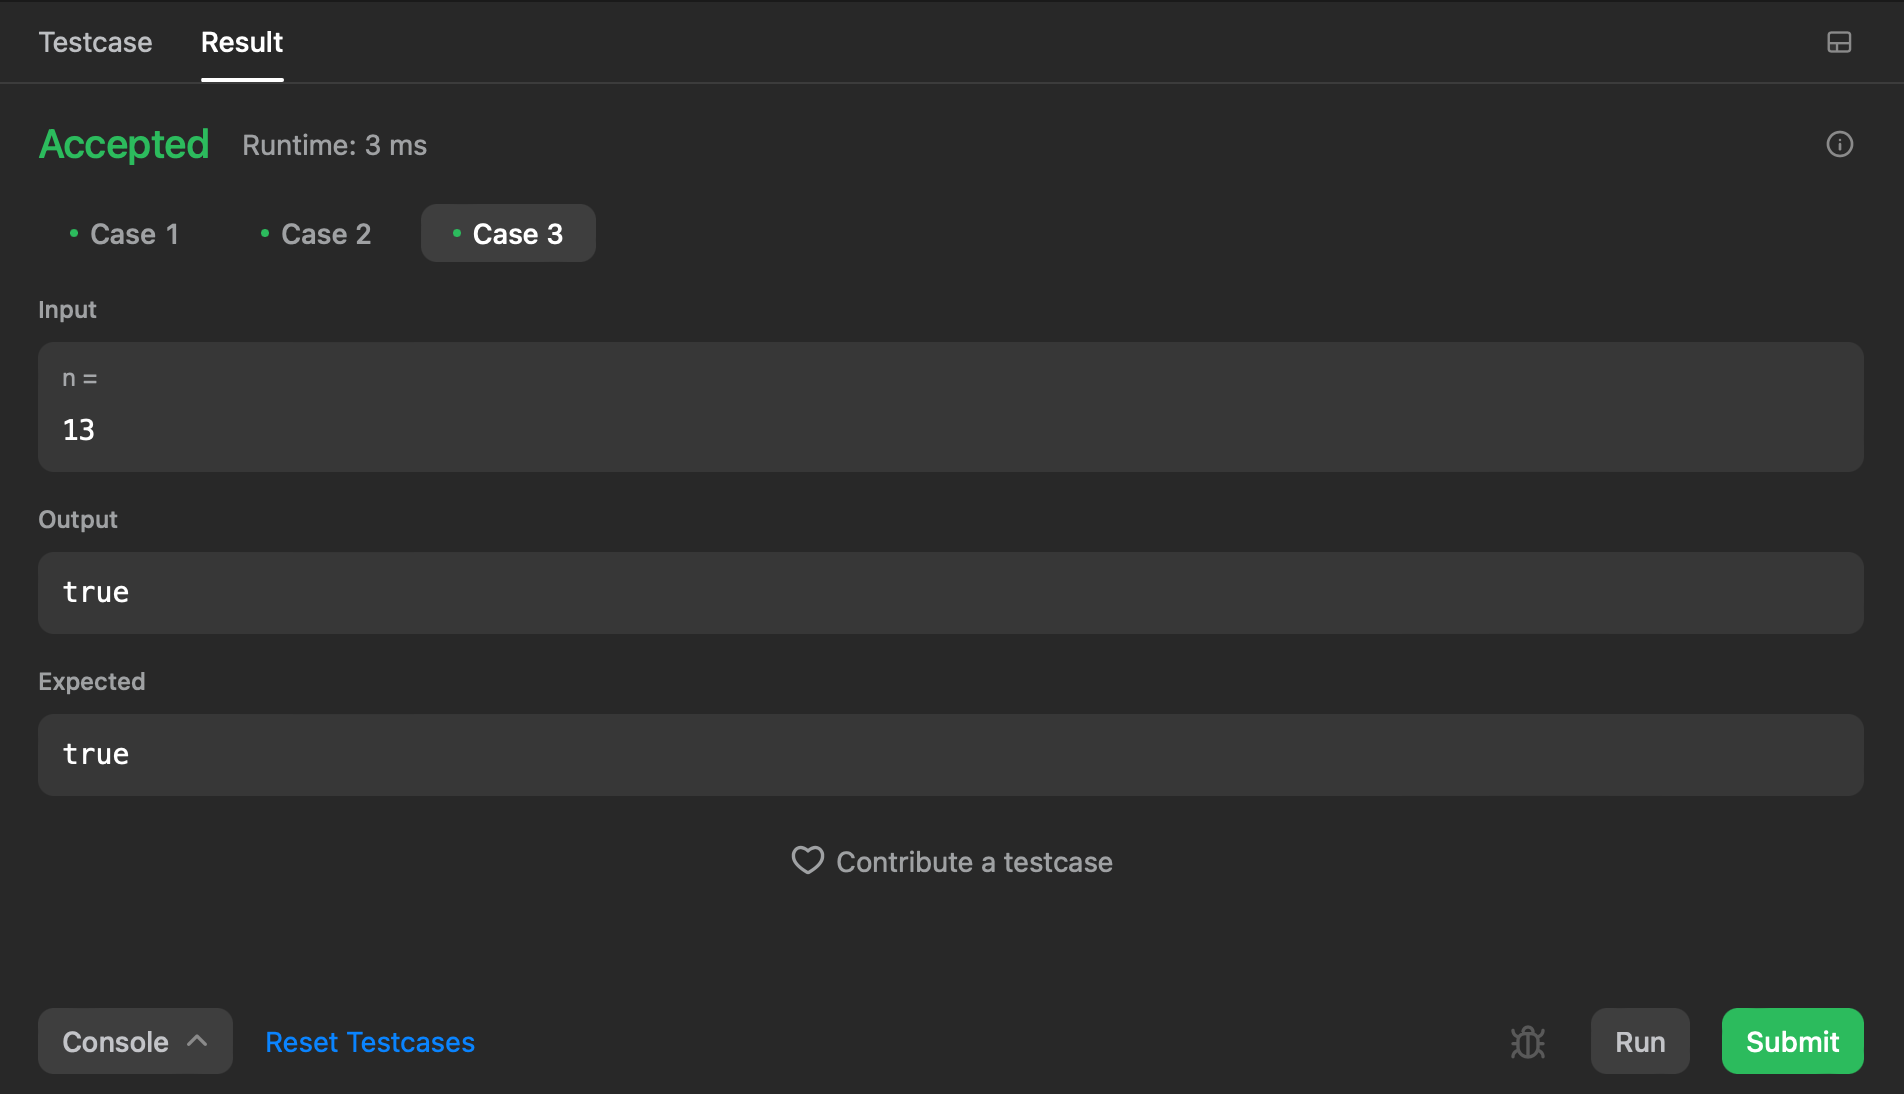 Testcase Result
Accepted Runtime: 3 ms
Case 1 Case 2 Case 3
Input
n =
13
Output
true
Expected
true
Contribute a testcase
Console Reset Testcases Run Submit